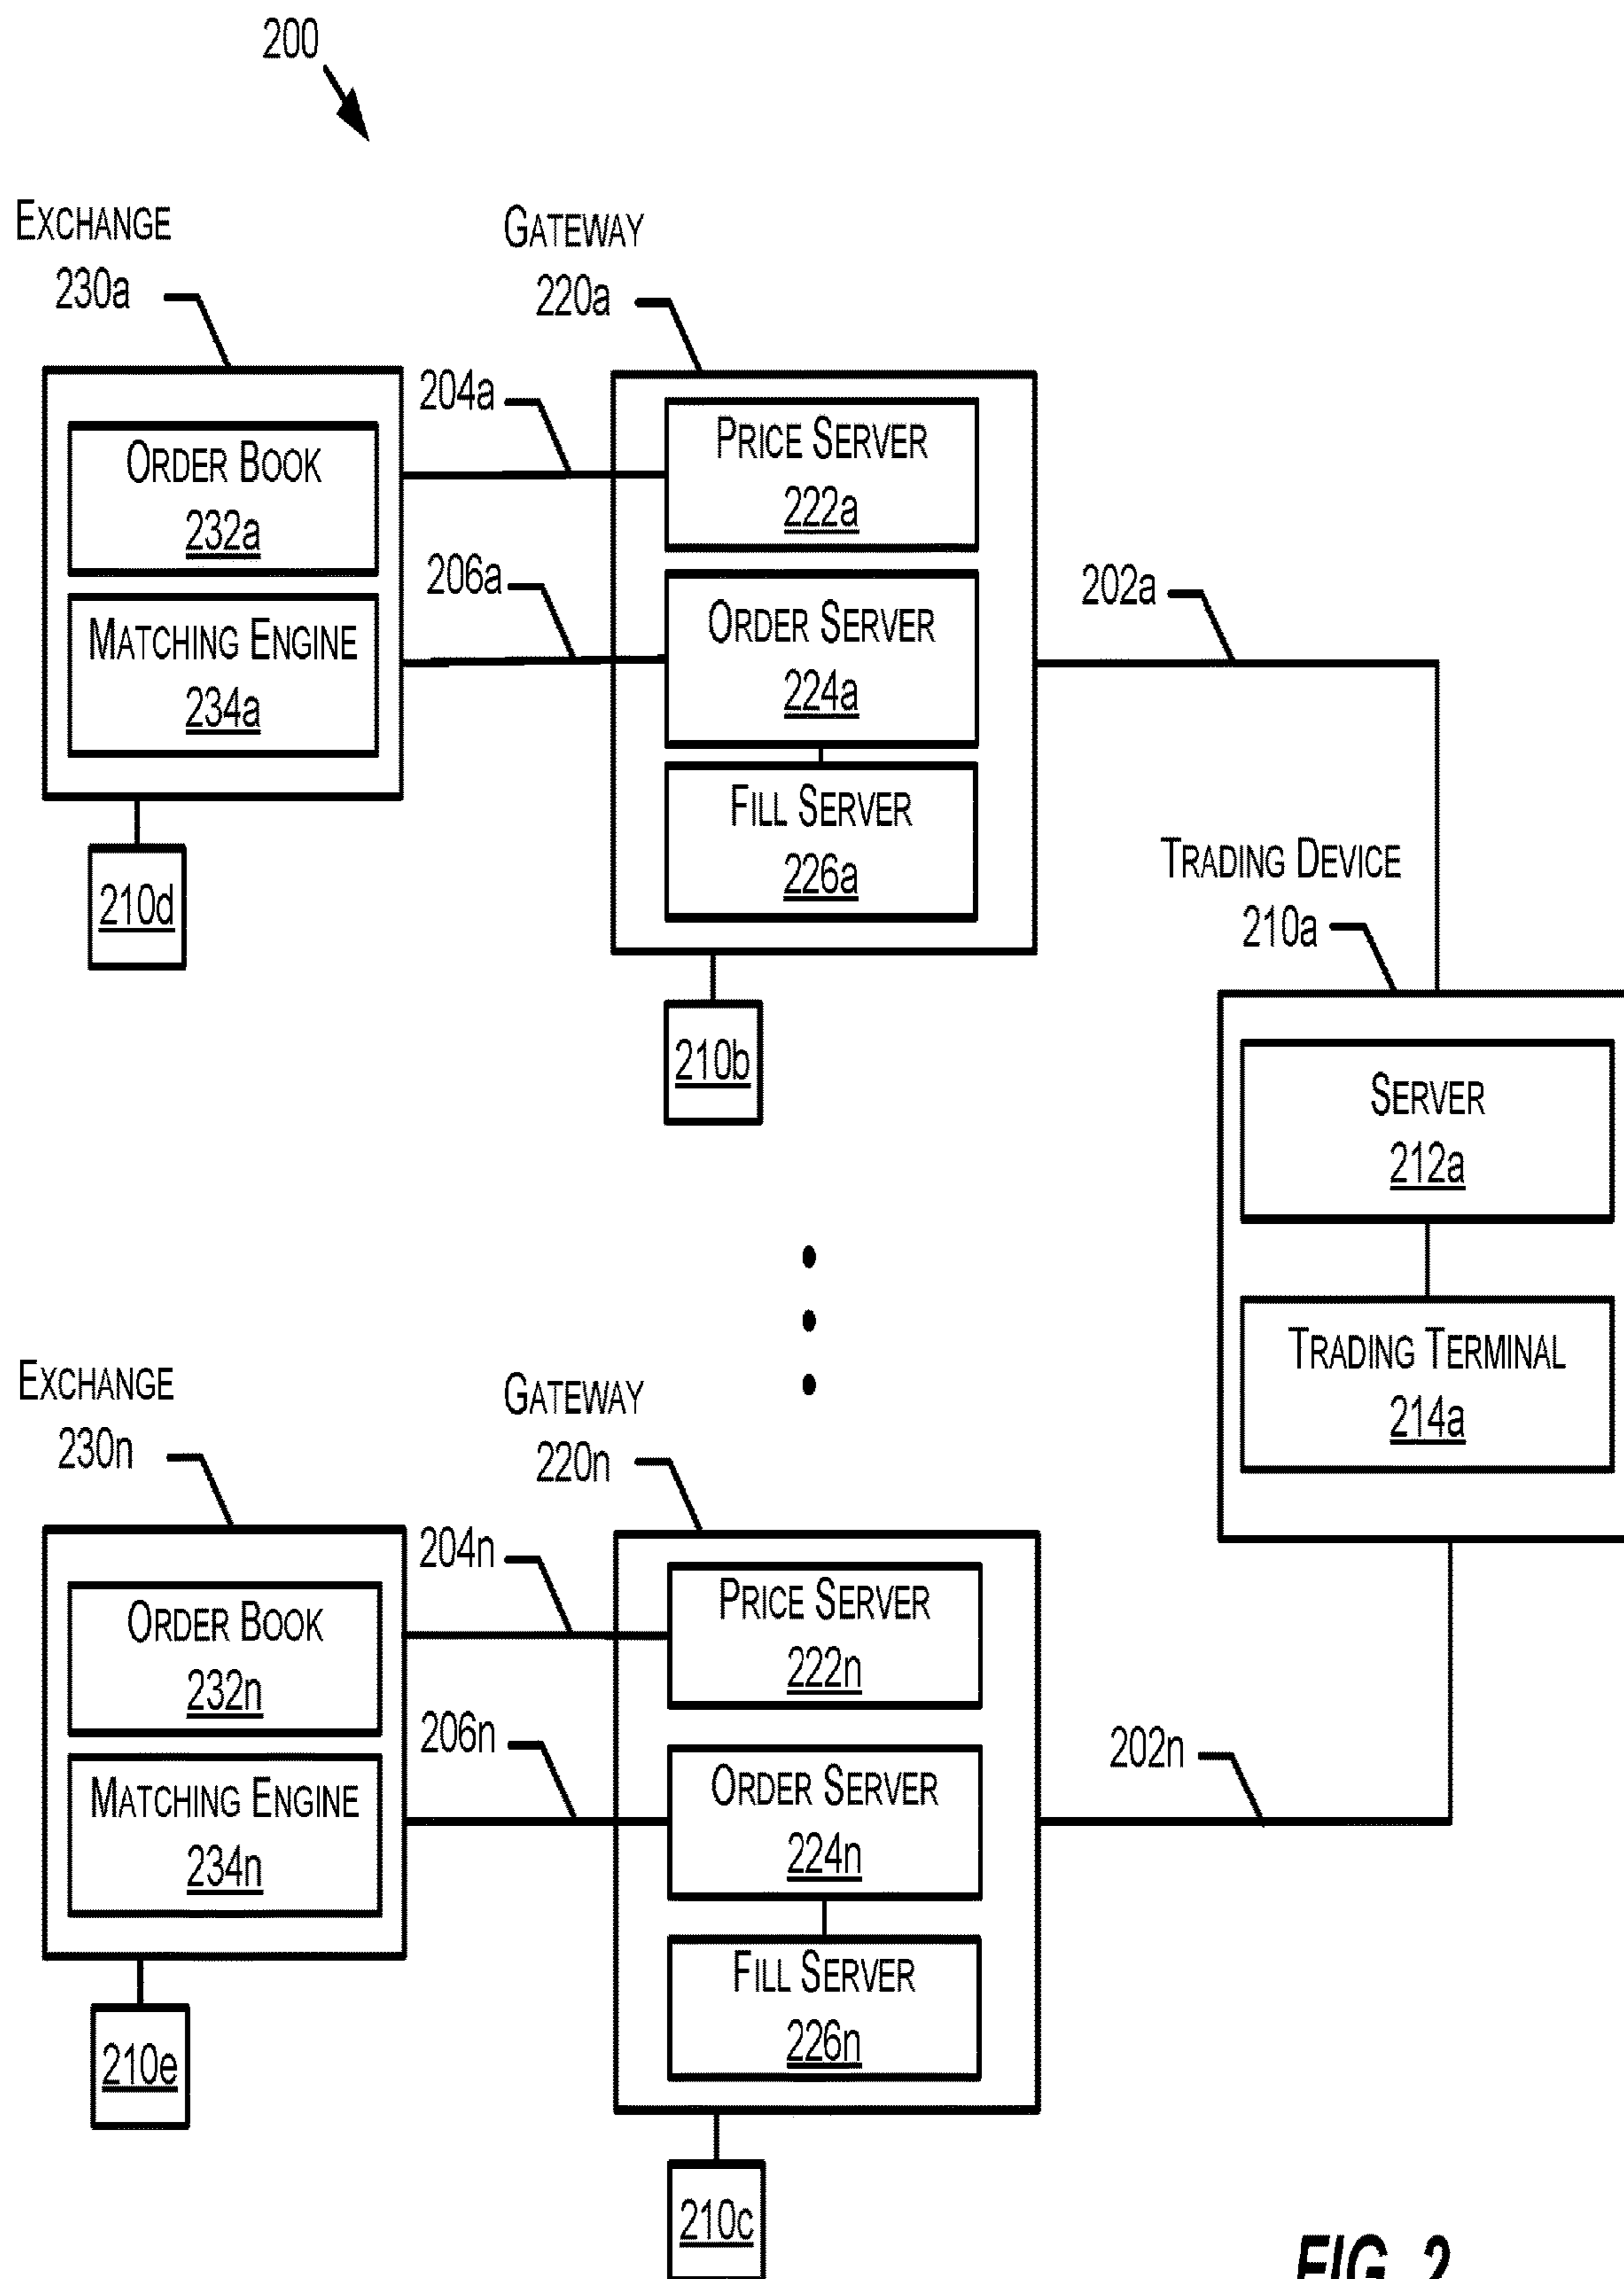 200
EXCHANGE
230a
GATEWAY
220a
204a
ORDER BOOK
232a
PRICE SERVER
222a
206a
MATCHING ENGINE
234a
ORDER SERVER
224a
202a
FILL SERVER
226a
210d
210b
TRADING DEVICE
210a
SERVER
212a
TRADING TERMINAL
214a
EXCHANGE
230n
GATEWAY
220n
204n
ORDER BOOK
232n
PRICE SERVER
222n
206n
MATCHING ENGINE
234n
ORDER SERVER
224n
202n
FILL SERVER
226n
210e
210c
FIG. 2